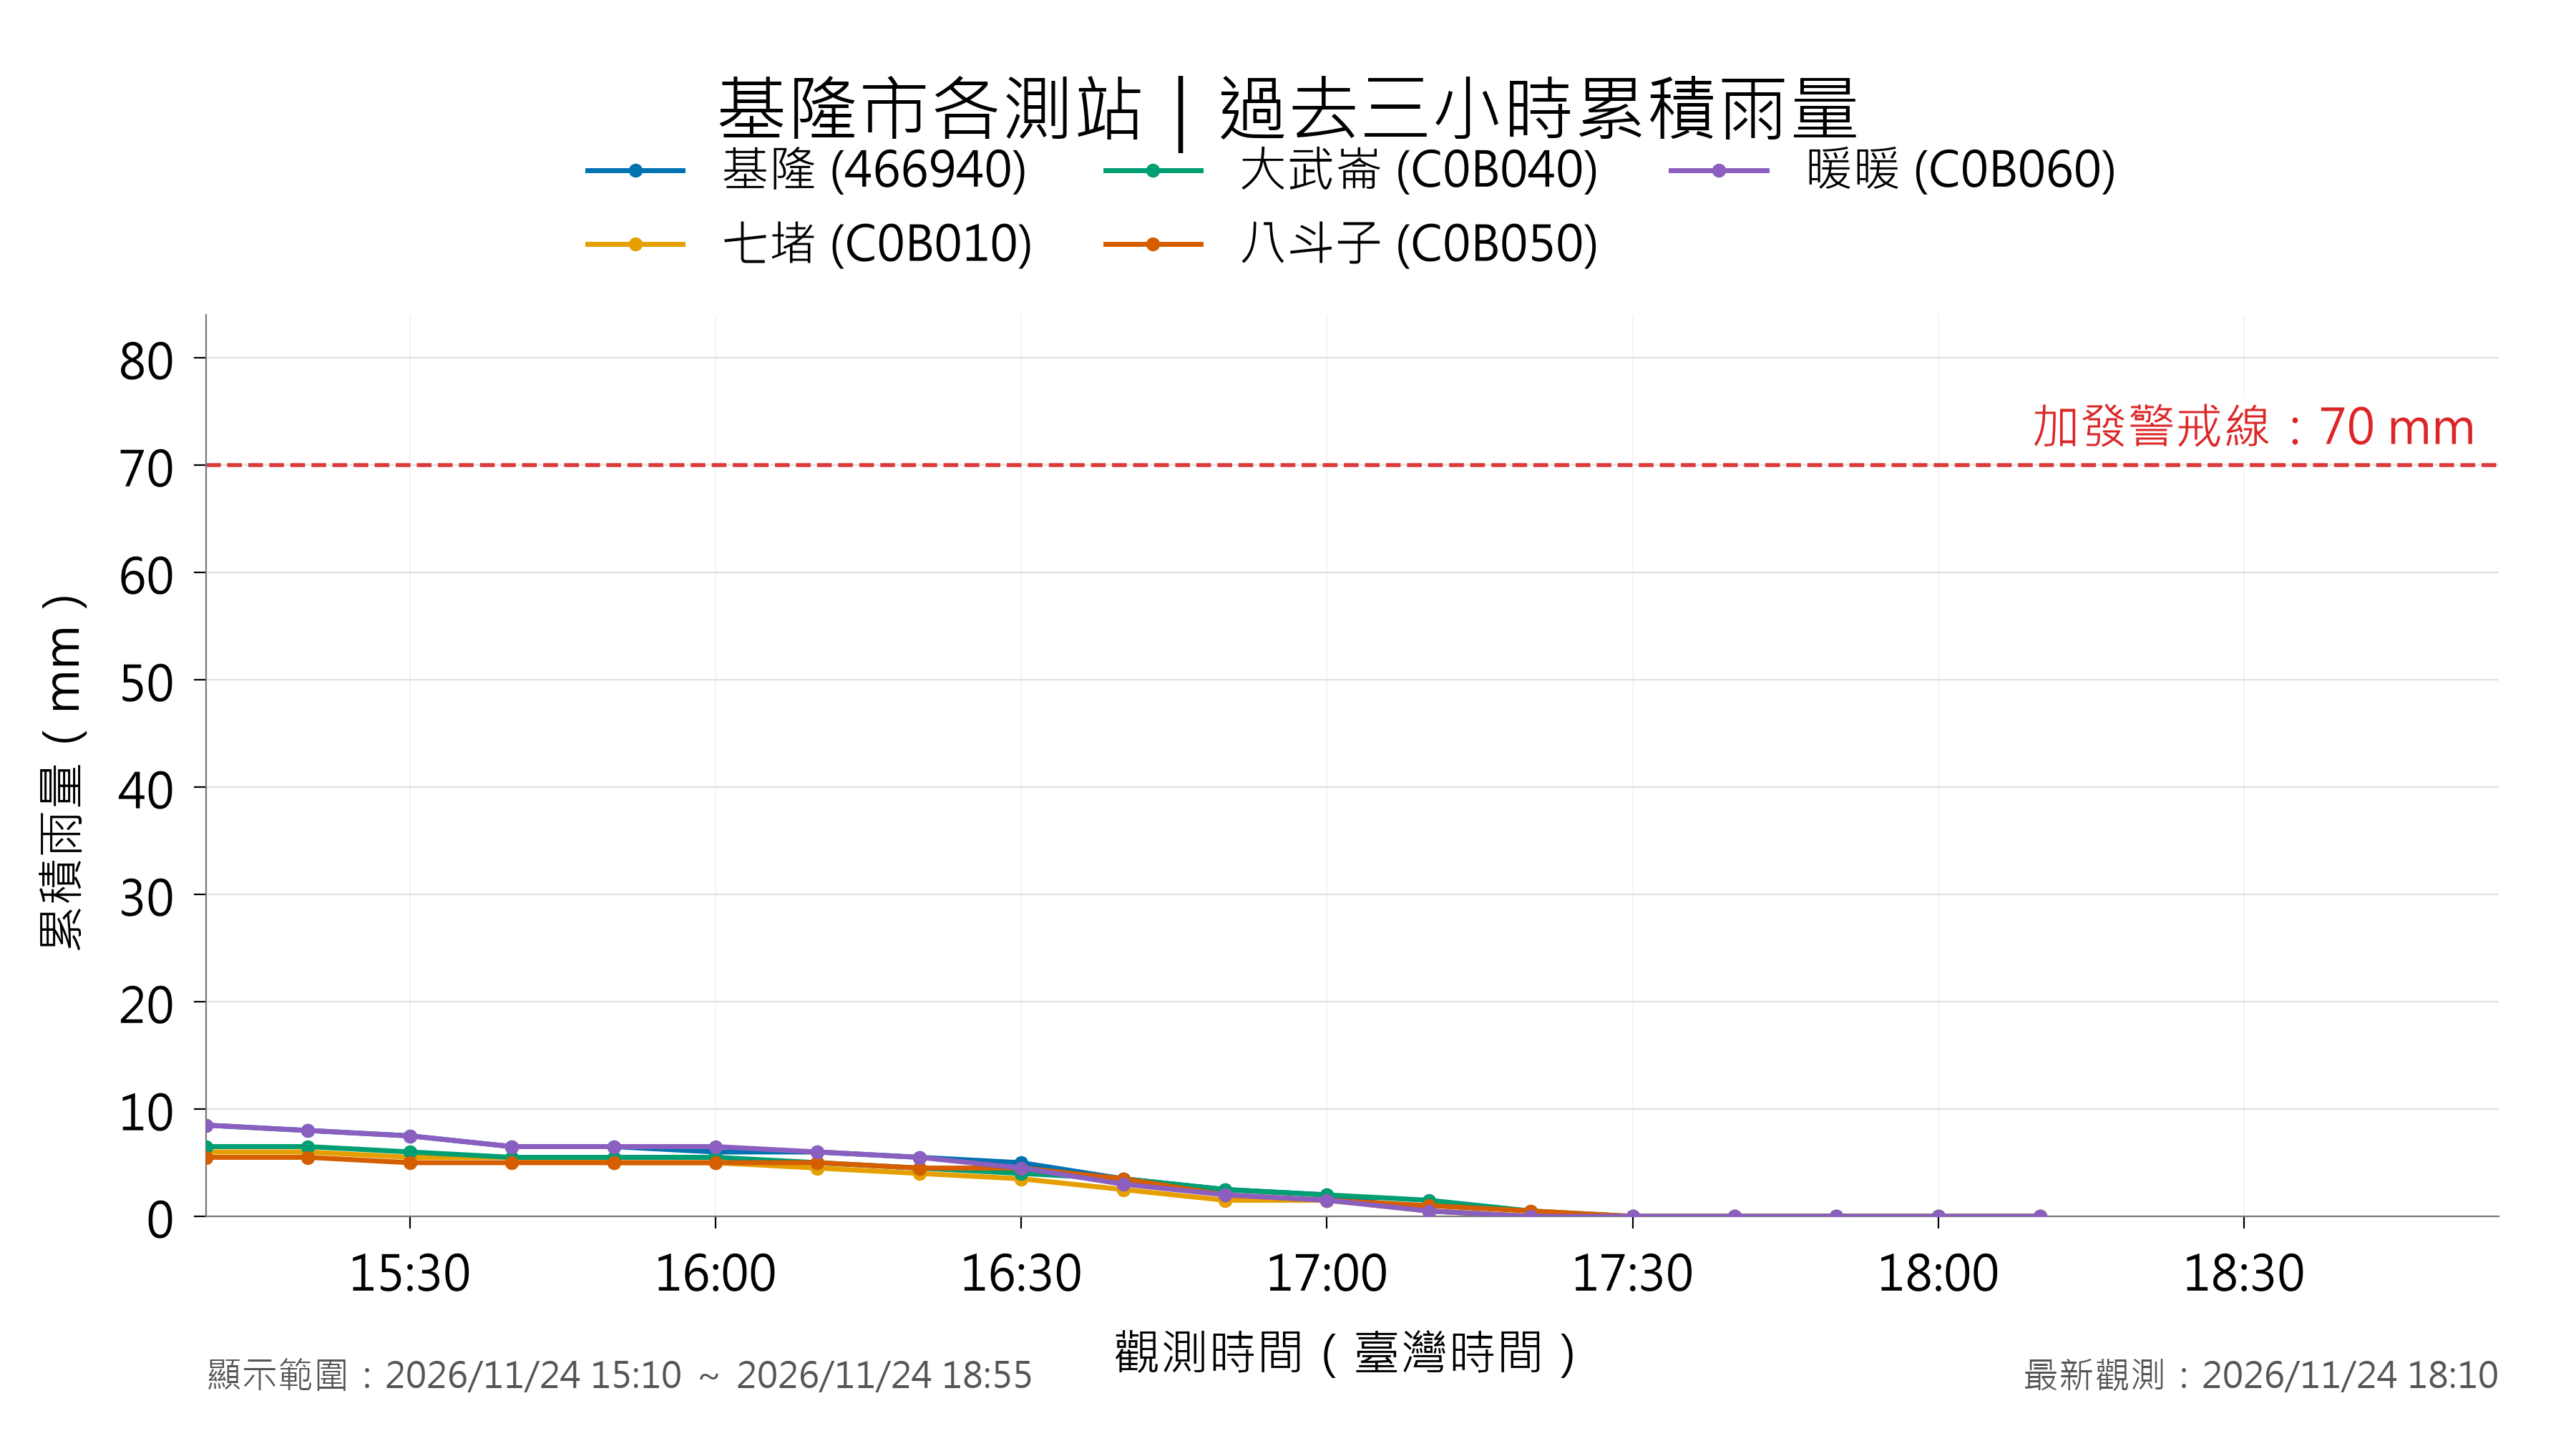 基隆市各測站｜過去三小時累積雨量
基隆 (466940)
七堵 (C0B010)
大武崙 (C0B040)
八斗子 (C0B050)
暖暖 (C0B060)
累積雨量（mm）
80
70
60
50
40
30
20
10
0
加發警戒線：70 mm
15:30
16:00
16:30
17:00
17:30
18:00
18:30
觀測時間（臺灣時間）
顯示範圍：2026/11/24 15:10 ~ 2026/11/24 18:55
最新觀測：2026/11/24 18:10